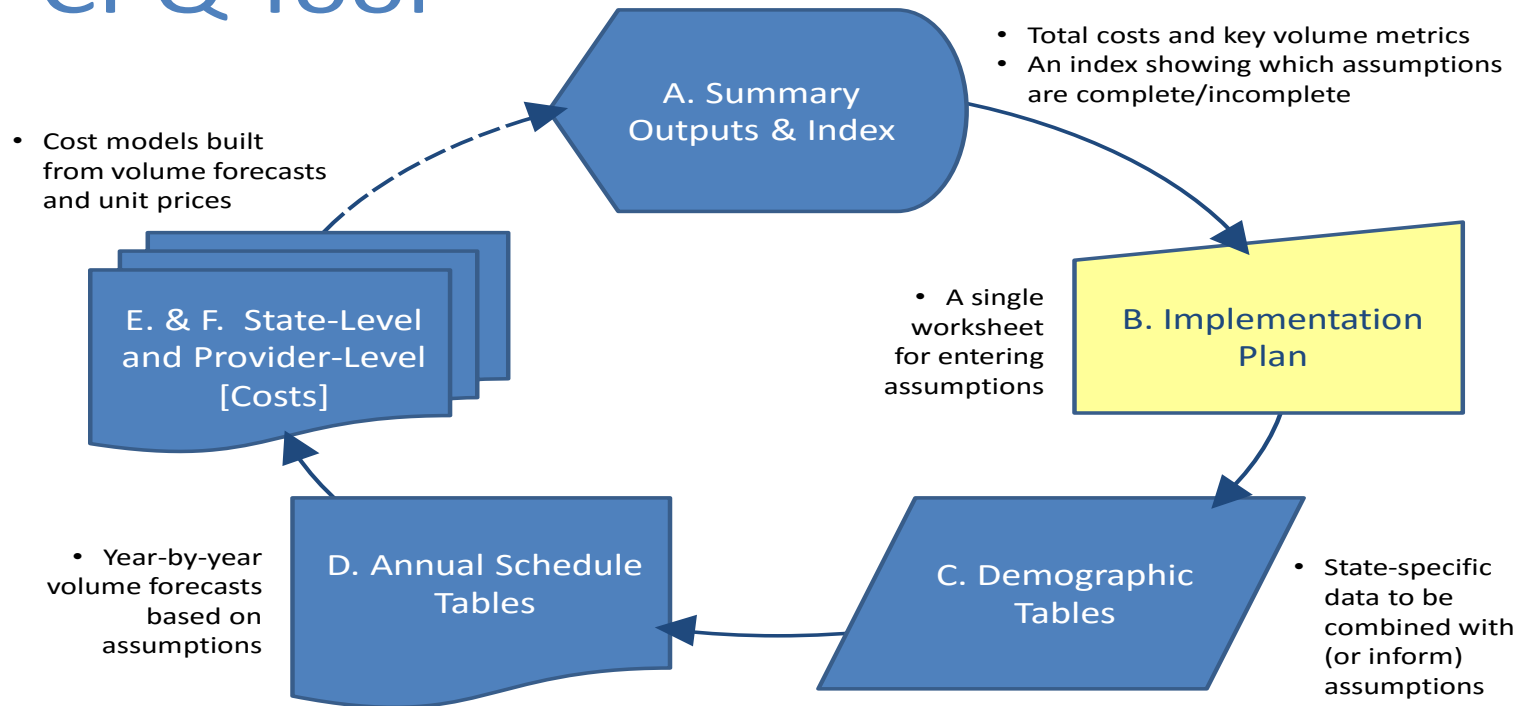 CPQ Tool
A. Summary
Outputs & Index
• Total costs and key volume metrics
• An index showing which assumptions
are complete/incomplete
• Cost models built
from volume forecasts
and unit prices
B. Implementation
Plan
• A single
worksheet
for entering
assumptions
E. & F. State-Level
and Provider-Level
[Costs]
D. Annual Schedule
Tables
• Year-by-year
volume forecasts
based on
assumptions
C. Demographic
Tables
• State-specific
data to be
combined with
(or inform)
assumptions